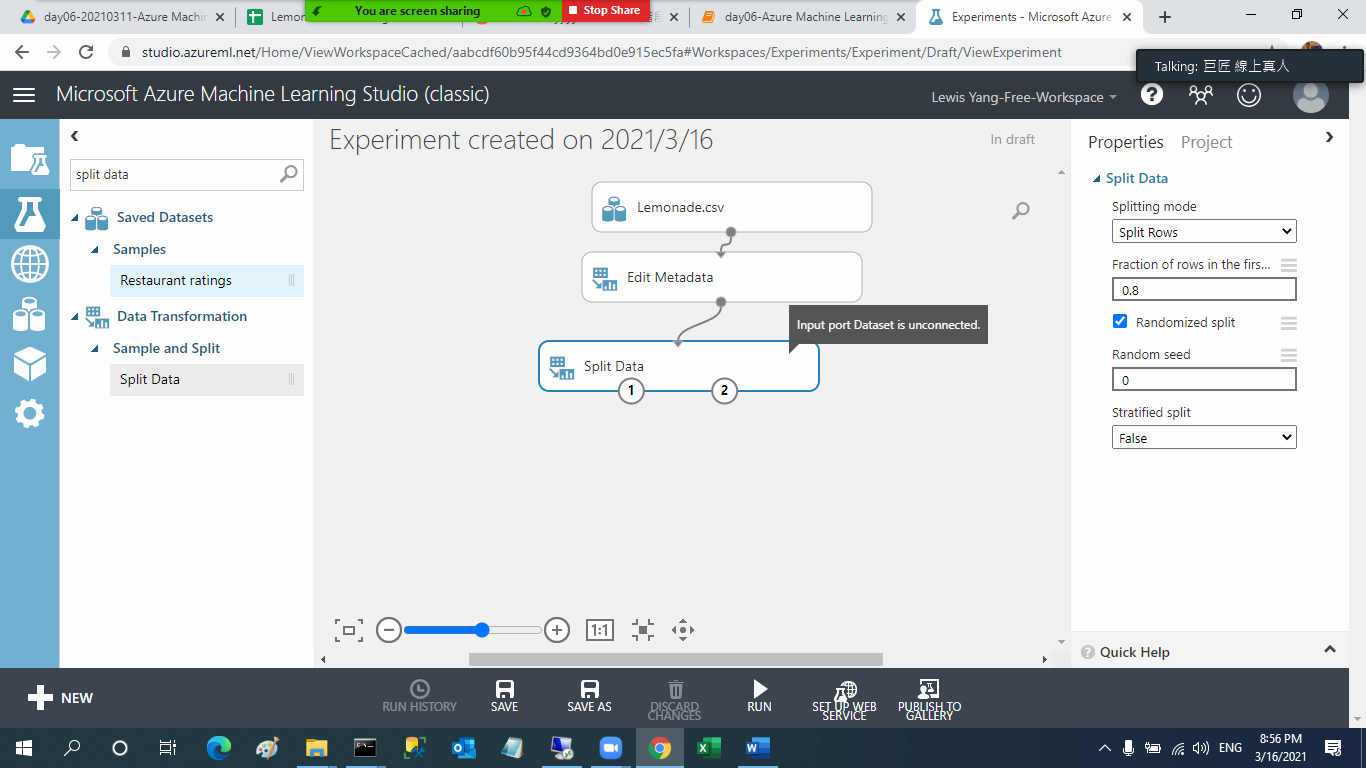 day06-20210311-Azure Machi
Lemon
You are screen sharing
Stop Share
day06-Azure Machine Learning
Experiments - Microsoft Azure
studio.azureml.net/Home/ViewWorkspaceCached/aabcdf60b95f44cd9364bd0e915ec5fa#Workspaces/Experiments/Experiment/Draft/ViewExperiment
Talking: 巨匠 線上真人
Microsoft Azure Machine Learning Studio (classic)
Lewis Yang-Free-Workspace
?
split data
Saved Datasets
Samples
Restaurant ratings
Data Transformation
Sample and Split
Split Data
Experiment created on 2021/3/16
In draft
Lemonade.csv
Edit Metadata
Input port Dataset is unconnected.
Split Data
1
2
1:1
Properties
Project
Split Data
Splitting mode
Split Rows
Fraction of rows in the firs...
0.8
Randomized split
Random seed
0
Stratified split
False
? Quick Help
NEW
RUN HISTORY
SAVE
SAVE AS
DISCARD
CHANGES
RUN
SET UP WEB
SERVICE
PUBLISH TO
GALLERY
ENG
8:56 PM
3/16/2021